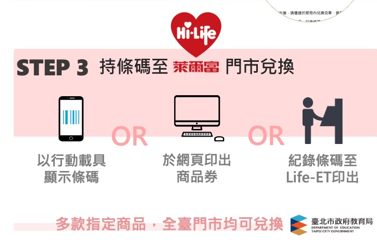 Hi-Life
STEP 3 持條碼至 萊爾富 門市兌換
以行動載具
顯示條碼
OR
於網頁印出
商品券
OR
紀錄條碼至
Life-ET印出
多款指定商品，全臺門市均可兌換
臺北市政府教育局
DEPARTMENT OF EDUCATION
TAIPEI CITY GOVERNMENT